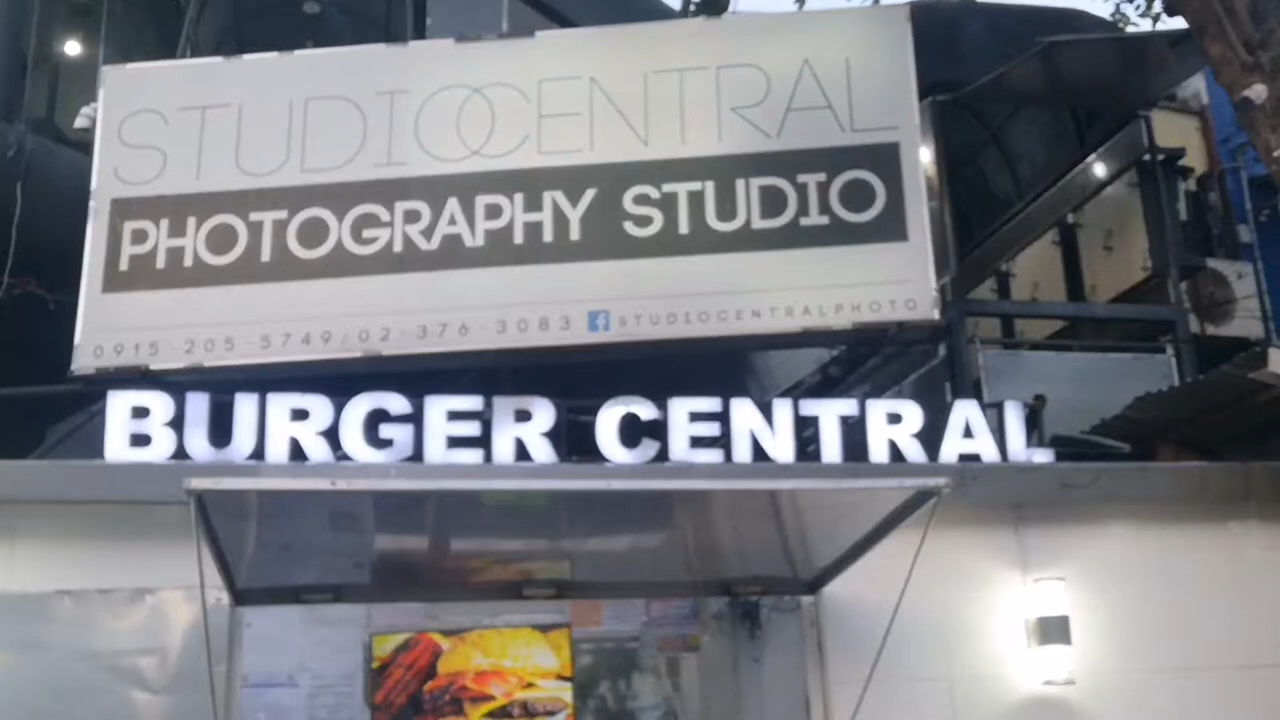 STUDIOCENTRAL
PHOTOGRAPHY STUDIO
0915-205-5749/02-376-3083 STUDIOCENTRALPHOTO
BURGER CENTRAL